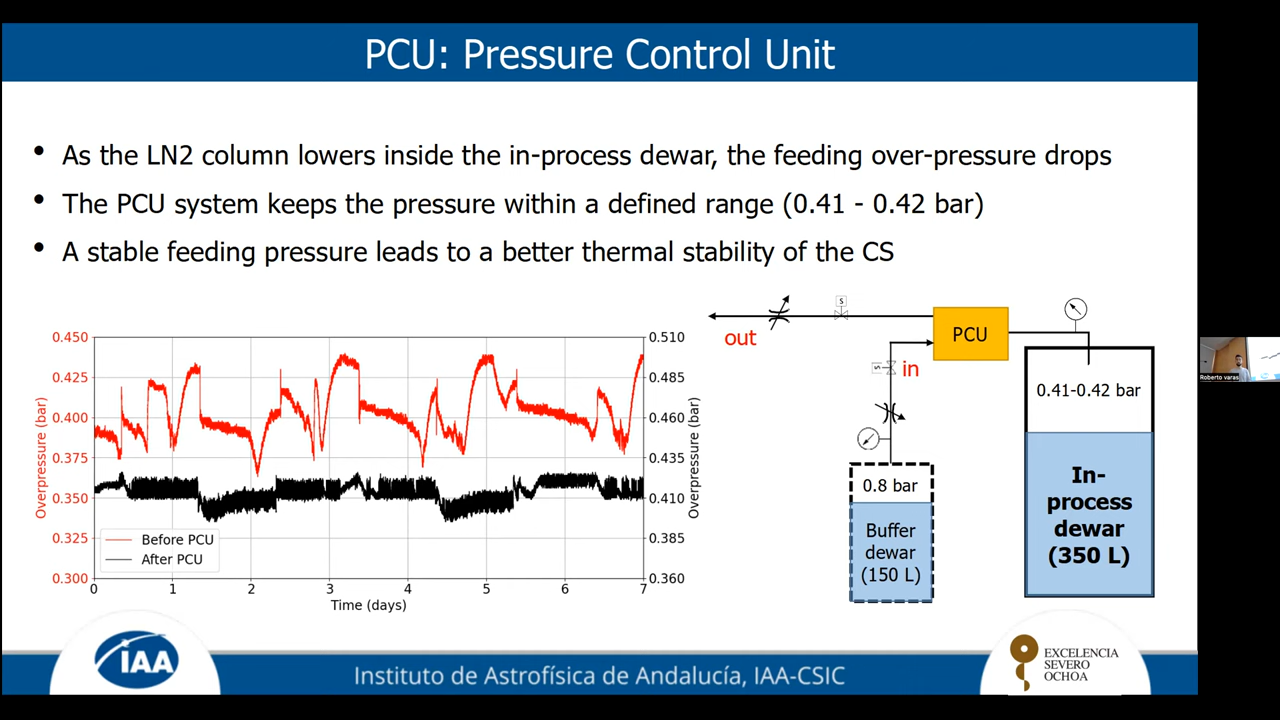 PCU: Pressure Control Unit
• As the LN2 column lowers inside the in-process dewar, the feeding over-pressure drops
• The PCU system keeps the pressure within a defined range (0.41 - 0.42 bar)
• A stable feeding pressure leads to a better thermal stability of the CS
Overpressure (bar)
0.450
0.425
0.400
0.375
0.350
0.325
0.300
Before PCU
After PCU
0 1 2 3 4 5 6 7
Time (days)
0.510
0.485
0.460
0.435
0.410
0.385
0.360
Overpressure (bar)
out
S
PCU
S
in
0.8 bar
Buffer
dewar
(150 L)
0.41-0.42 bar
In-
process
dewar
(350 L)
Roberto varas
IAA
Instituto de Astrofísica de Andalucía, IAA-CSIC
EXCELENCIA
SEVERO
OCHOA